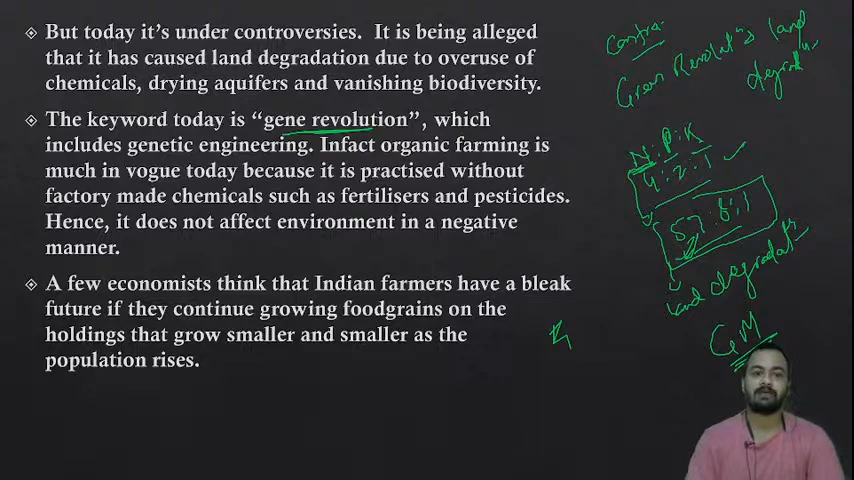 But today it's under controversies. It is being alleged
that it has caused land degradation due to overuse of
chemicals, drying aquifers and vanishing biodiversity.
The keyword today is “gene revolution”, which
includes genetic engineering. Infact organic farming is
much in vogue today because it is practised without
factory made chemicals such as fertilisers and pesticides.
Hence, it does not affect environment in a negative
manner.
A few economists think that Indian farmers have a bleak
future if they continue growing foodgrains on the
holdings that grow smaller and smaller as the
population rises.
Green land
N:P:K
4:2:1
land
GM